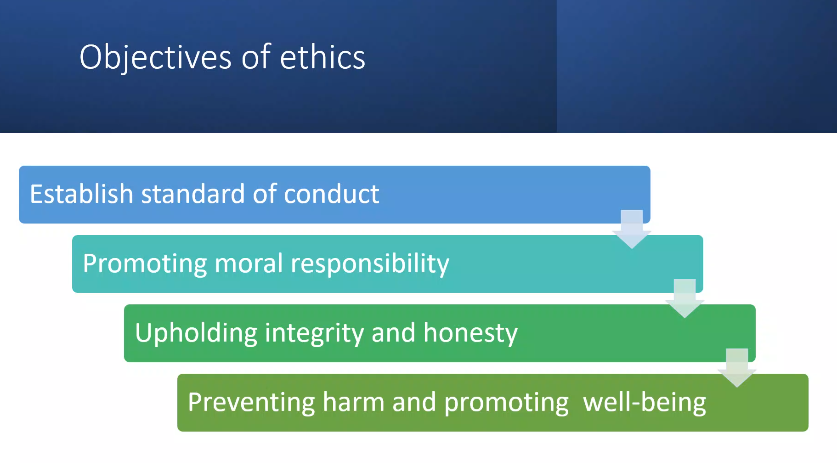 Objectives of ethics
Establish standard of conduct
Promoting moral responsibility
Upholding integrity and honesty
Preventing harm and promoting  well-being